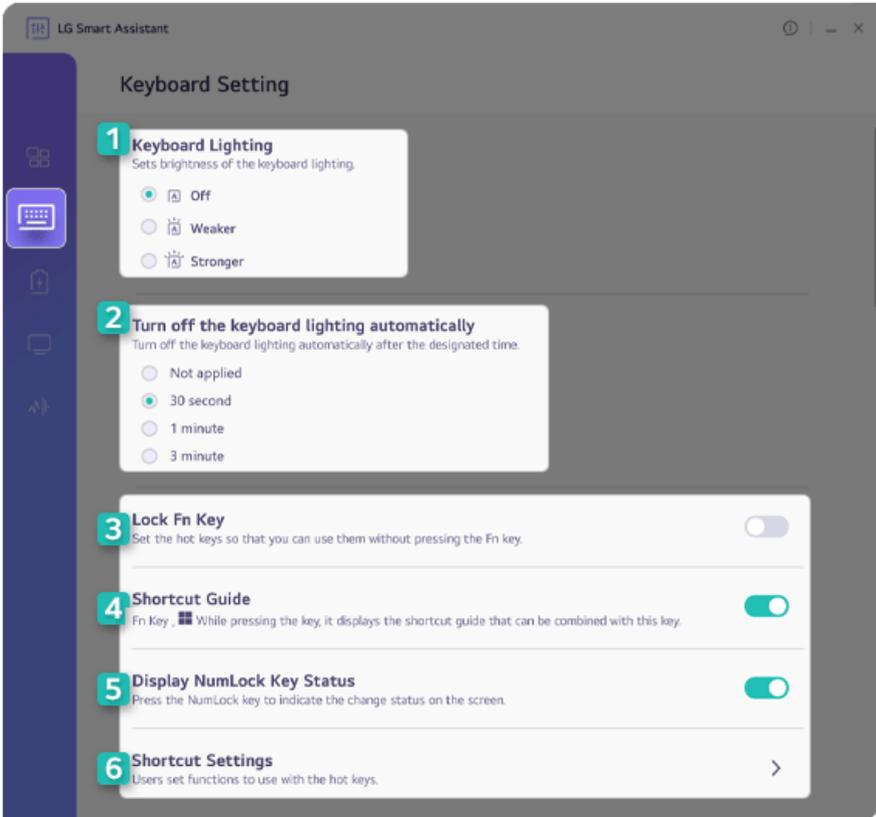 LG Smart Assistant
Keyboard Setting
1
Keyboard Lighting
Sets brightness of the keyboard lighting.
Off
Weaker
Stronger
2
Turn off the keyboard lighting automatically
Turn off the keyboard lighting automatically after the designated time.
Not applied
30 second
1 minute
3 minute
3
Lock Fn Key
Set the hot keys so that you can use them without pressing the Fn key.
4
Shortcut Guide
Fn Key , While pressing the key, it displays the shortcut guide that can be combined with this key.
5
Display NumLock Key Status
Press the NumLock key to indicate the change status on the screen.
6
Shortcut Settings
Users set functions to use with the hot keys.